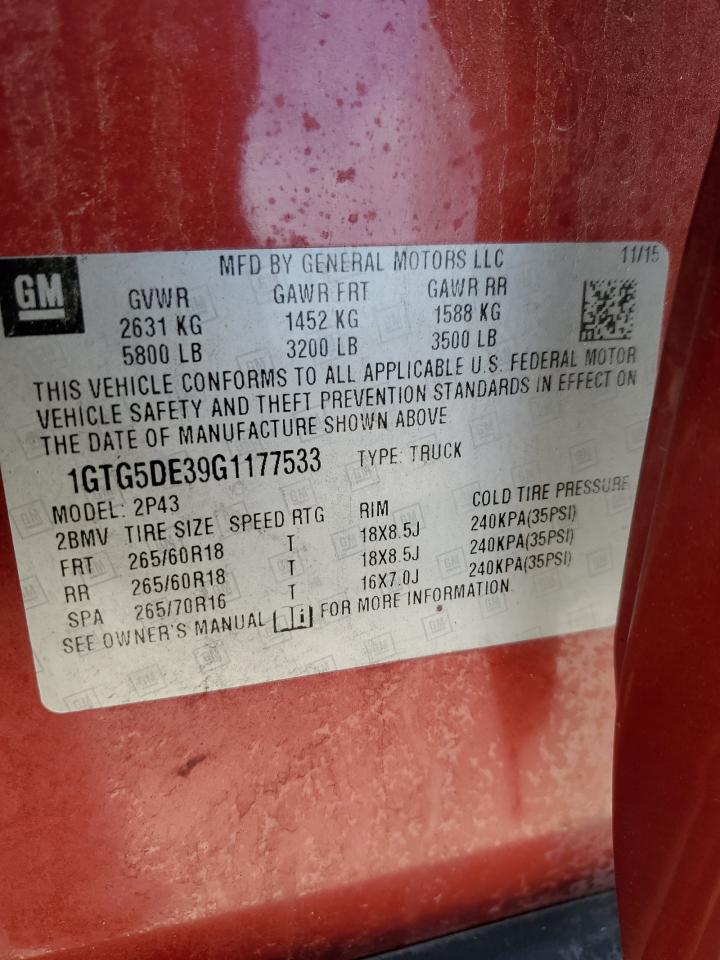 GM
MFD BY GENERAL MOTORS LLC 11/15
GVWR GAWR FRT GAWR RR
2631 KG 1452 KG 1588 KG
5800 LB 3200 LB 3500 LB
THIS VEHICLE CONFORMS TO ALL APPLICABLE U.S. FEDERAL MOTOR
VEHICLE SAFETY AND THEFT PREVENTION STANDARDS IN EFFECT ON
THE DATE OF MANUFACTURE SHOWN ABOVE
1GTG5DE39G1177533 TYPE: TRUCK
MODEL: 2P43
2BMV TIRE SIZE SPEED RTG RIM COLD TIRE PRESSURE
FRT 265/60R18 T 18X8.5J 240KPA(35PSI)
RR 265/60R18 T 18X8.5J 240KPA(35PSI)
SPA 265/70R16 T 16X7.0J 240KPA(35PSI)
SEE OWNER'S MANUAL i FOR MORE INFORMATION